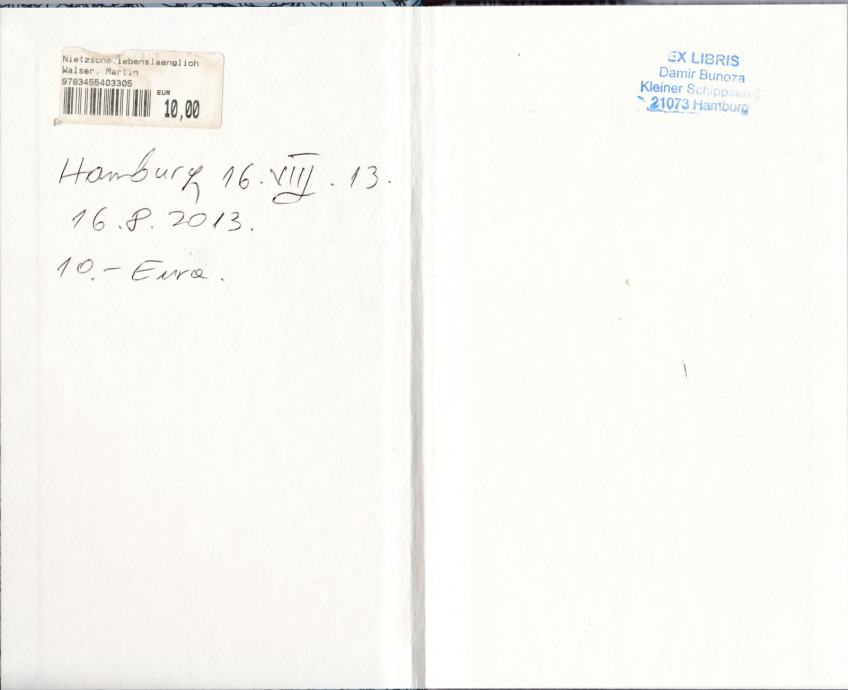 Nietzsche lebenslaenglich
Walser, Martin
9783455403305
EUR
10,00
Hamburg 16.VIII.13.
16.8.2013.
10.- Euro.
EX LIBRIS
Damir Bunoza
Kleiner Schippsee
21073 Hamburg